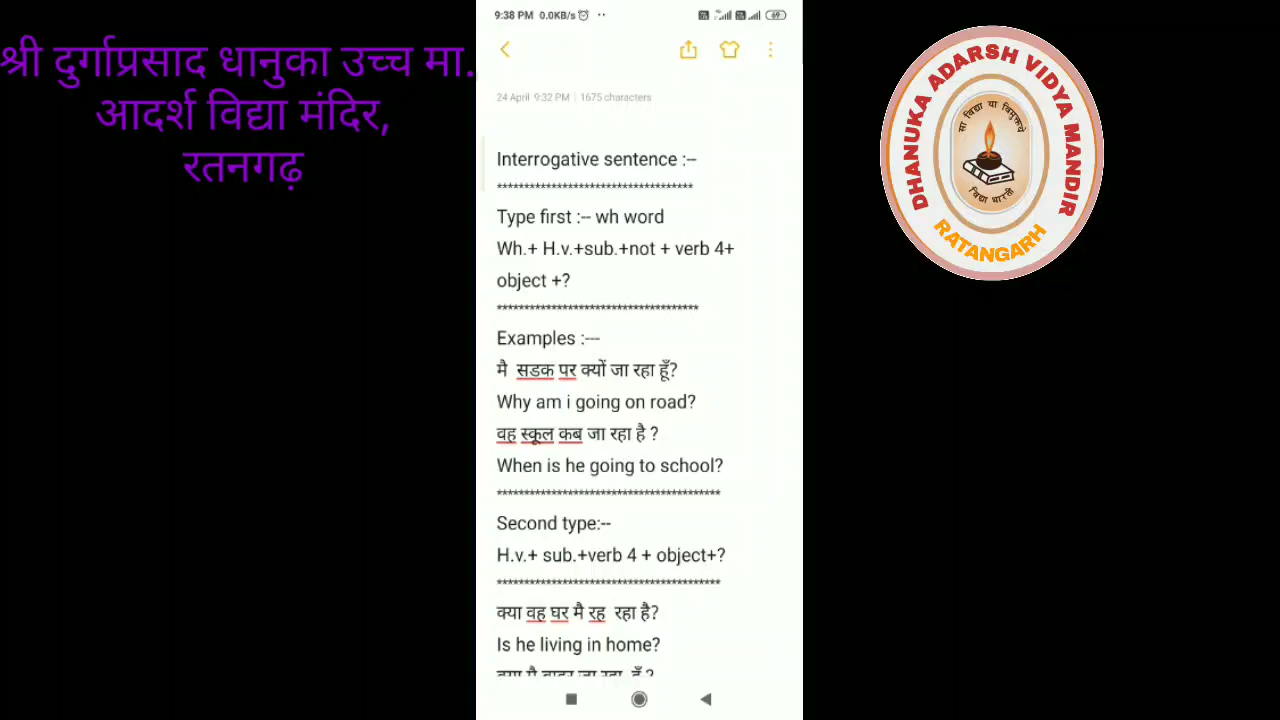 श्री दुर्गाप्रसाद धानुका उच्च मा.
आदर्श विद्या मंदिर,
रतनगढ़
9:38 PM 0.0KB/s
69
24 April 9:32 PM | 1675 characters
Interrogative sentence :--
************************************
Type first :-- wh word
Wh.+ H.v.+sub.+not + verb 4+
object +?
*************************************
Examples :---
मै सडक पर क्यों जा रहा हूँ?
Why am i going on road?
वह स्कूल कब जा रहा है ?
When is he going to school?
*****************************************
Second type:--
H.v.+ sub.+verb 4 + object+?
*****************************************
क्या वह घर मै रह रहा है?
Is he living in home?
DHANUKA ADARSH VIDYA MANDIR
सा विद्या या विमुक्तये
विद्या भारती
RATANGARH